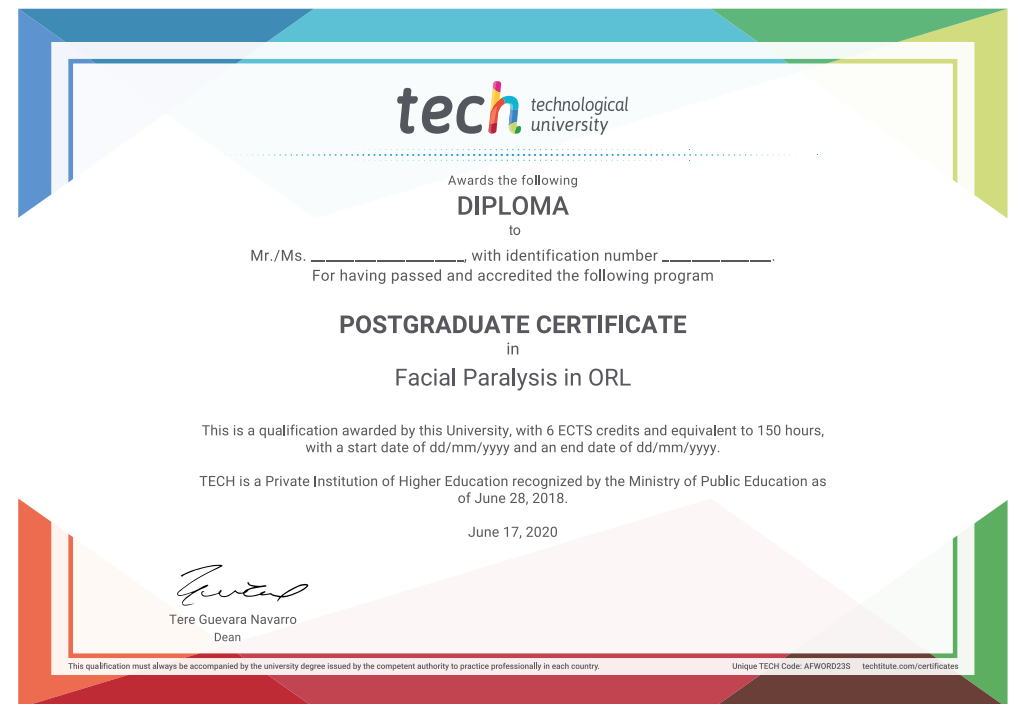 tech technological
university
Awards the following
DIPLOMA
to
Mr./Ms. ____________________, with identification number ______________.
For having passed and accredited the following program
POSTGRADUATE CERTIFICATE
in
Facial Paralysis in ORL
This is a qualification awarded by this University, with 6 ECTS credits and equivalent to 150 hours,
with a start date of dd/mm/yyyy and an end date of dd/mm/yyyy.
TECH is a Private Institution of Higher Education recognized by the Ministry of Public Education as
of June 28, 2018.
June 17, 2020
Tere Guevara Navarro
Dean
This qualification must always be accompanied by the university degree issued by the competent authority to practice professionally in each country.
Unique TECH Code: AFWORD23S techtitute.com/certificates